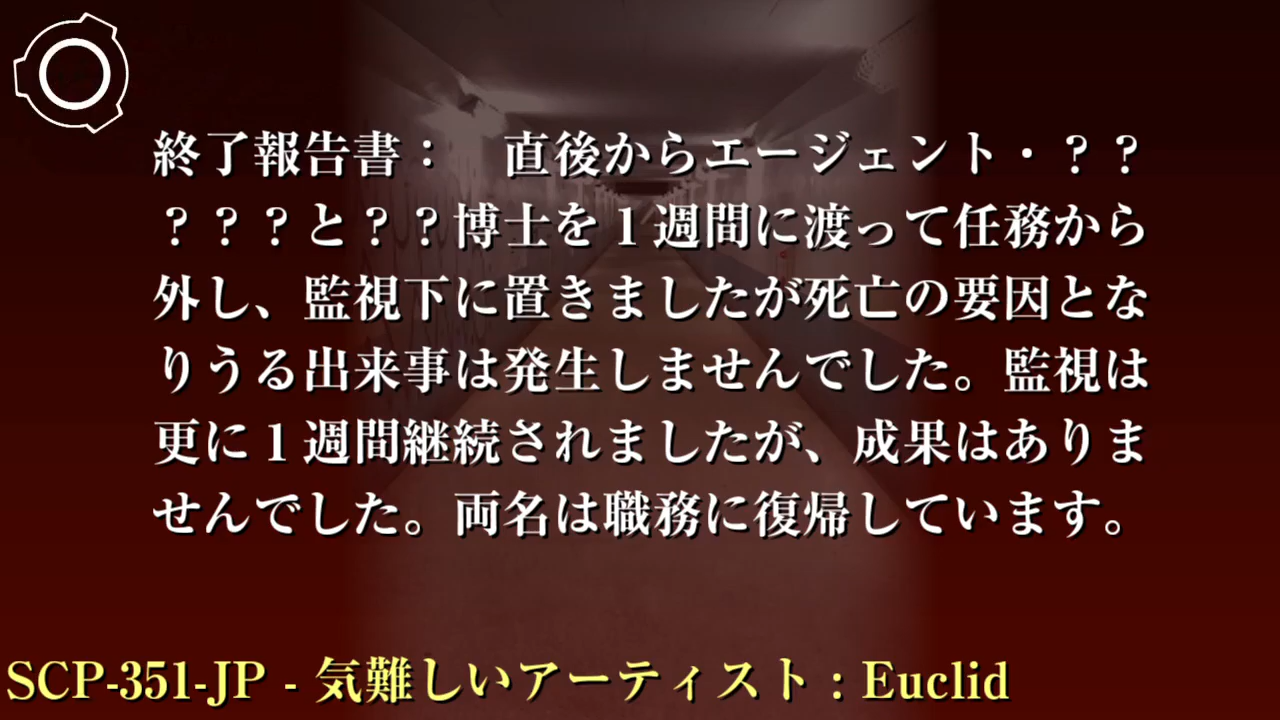 終了報告書：　直後からエージェント・？？
？？？と？？博士を１週間に渡って任務から
外し、監視下に置きましたが死亡の要因とな
りうる出来事は発生しませんでした。監視は
更に１週間継続されましたが、成果はありま
せんでした。両名は職務に復帰しています。
SCP-351-JP - 気難しいアーティスト : Euclid